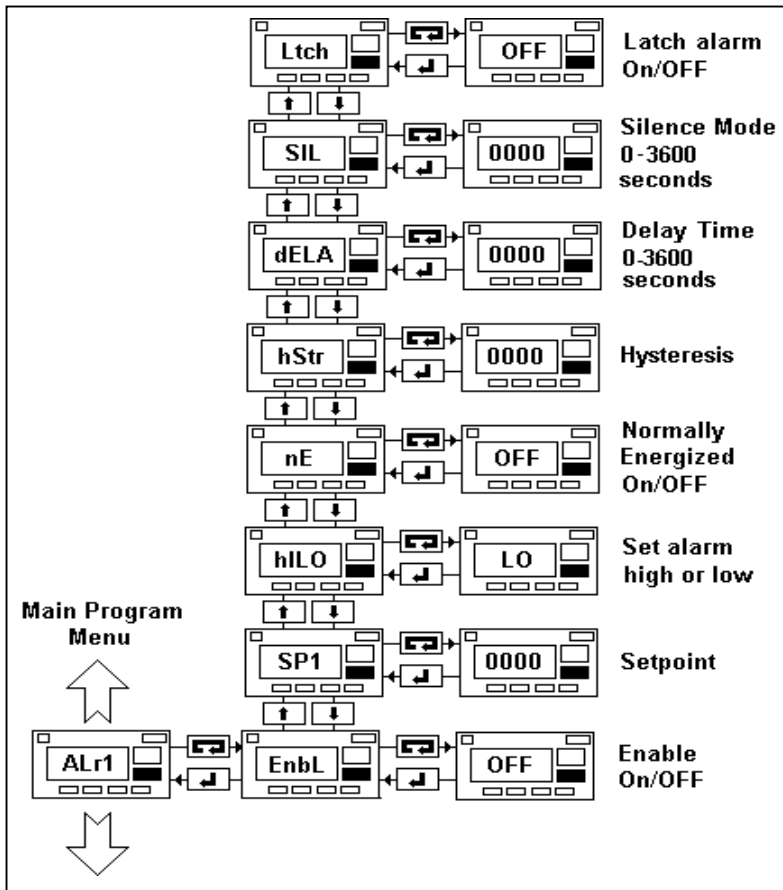 Ltch
OFF
Latch alarm
On/OFF
SIL
0000
Silence Mode
0-3600
seconds
dELA
0000
Delay Time
0-3600
seconds
hStr
0000
Hysteresis
nE
OFF
Normally
Energized
On/OFF
hILO
LO
Set alarm
high or low
Main Program
Menu
SP1
0000
Setpoint
ALr1
EnbL
OFF
Enable
On/OFF